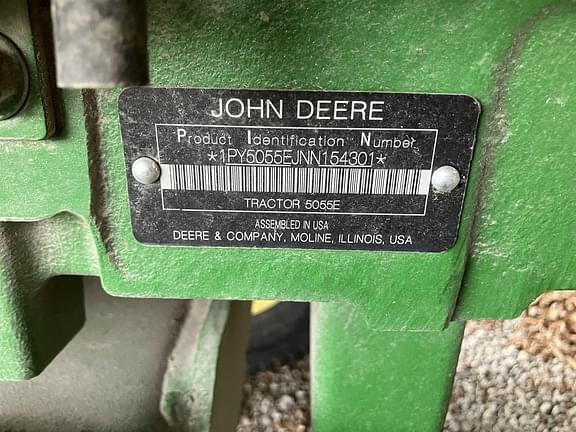 JOHN DEERE
Product Identification Number
*1PY5055EJNN154301*
TRACTOR 5055E
ASSEMBLED IN USA
DEERE & COMPANY, MOLINE, ILLINOIS, USA